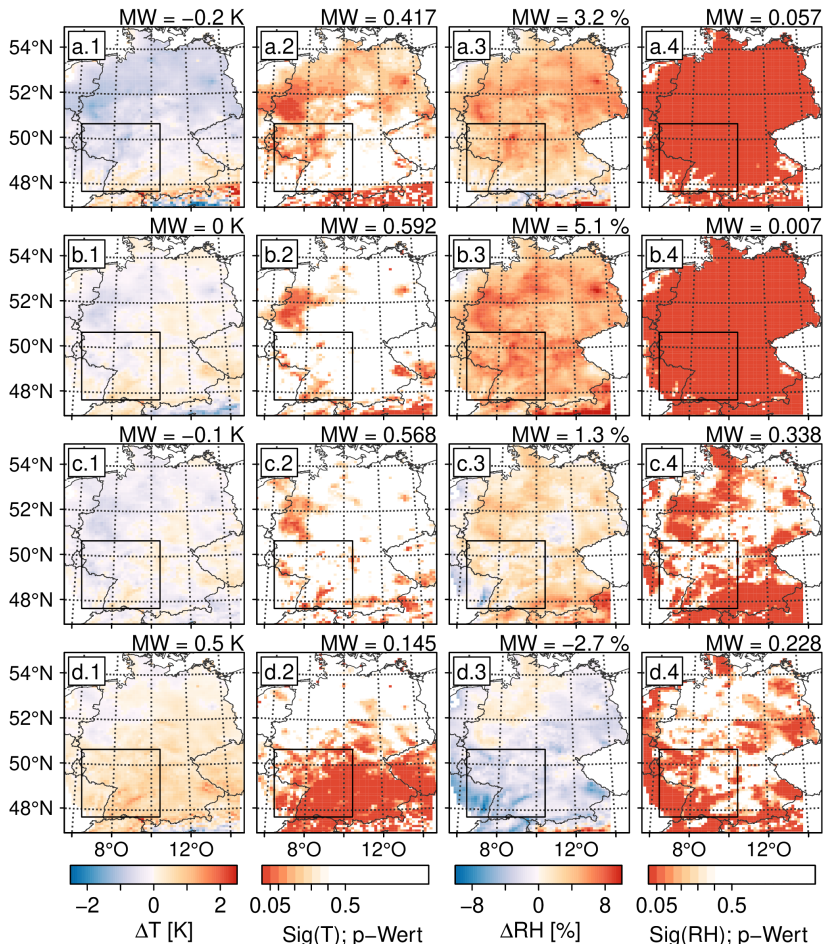 MW = −0.2 K MW = 0.417 MW = 3.2 % MW = 0.057
54°N a.1 a.2 a.3 a.4
52°N
50°N
48°N
MW = 0 K MW = 0.592 MW = 5.1 % MW = 0.007
54°N b.1 b.2 b.3 b.4
52°N
50°N
48°N
MW = −0.1 K MW = 0.568 MW = 1.3 % MW = 0.338
54°N c.1 c.2 c.3 c.4
52°N
50°N
48°N
MW = 0.5 K MW = 0.145 MW = −2.7 % MW = 0.228
54°N d.1 d.2 d.3 d.4
52°N
50°N
48°N
8°O 12°O 8°O 12°O 8°O 12°O 8°O 12°O
−2 0 2 0.05 0.5 −8 0 8 0.05 0.5
ΔT [K] Sig(T); p−Wert ΔRH [%] Sig(RH); p−Wert